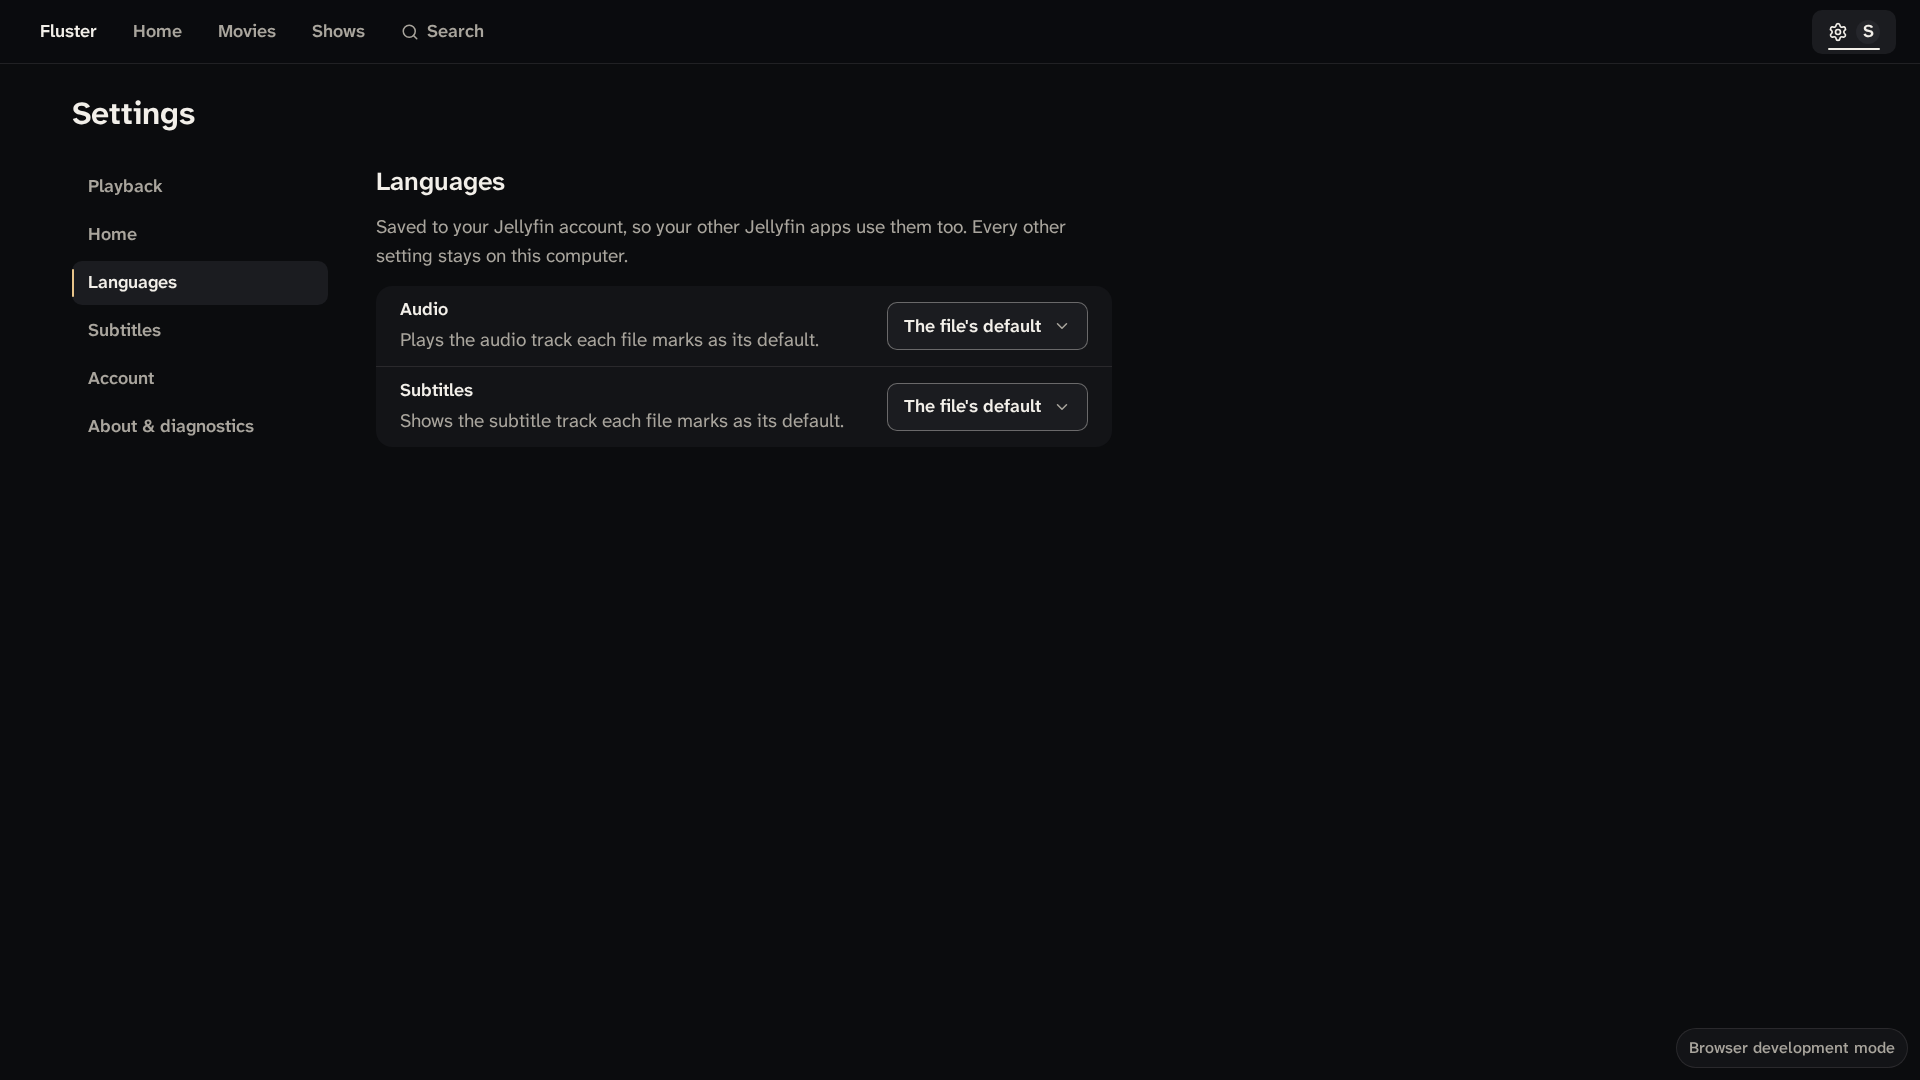 Fluster Home Movies Shows Search S
Settings
Playback
Home
Languages
Subtitles
Account
About & diagnostics
Languages
Saved to your Jellyfin account, so your other Jellyfin apps use them too. Every other
setting stays on this computer.
Audio
Plays the audio track each file marks as its default.
The file's default
Subtitles
Shows the subtitle track each file marks as its default.
The file's default
Browser development mode